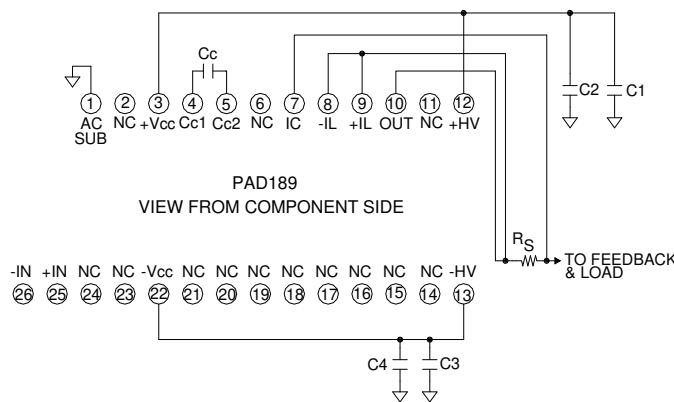 Cc
C2
C1
1 2 3 4 5 6 7 8 9 10 11 12
AC SUB NC +Vcc Cc1 Cc2 NC IC -IL +IL OUT NC +HV
PAD189
VIEW FROM COMPONENT SIDE
RS
TO FEEDBACK
& LOAD
-IN +IN NC NC -Vcc NC NC NC NC NC NC NC NC -HV
26 25 24 23 22 21 20 19 18 17 16 15 14 13
C4
C3